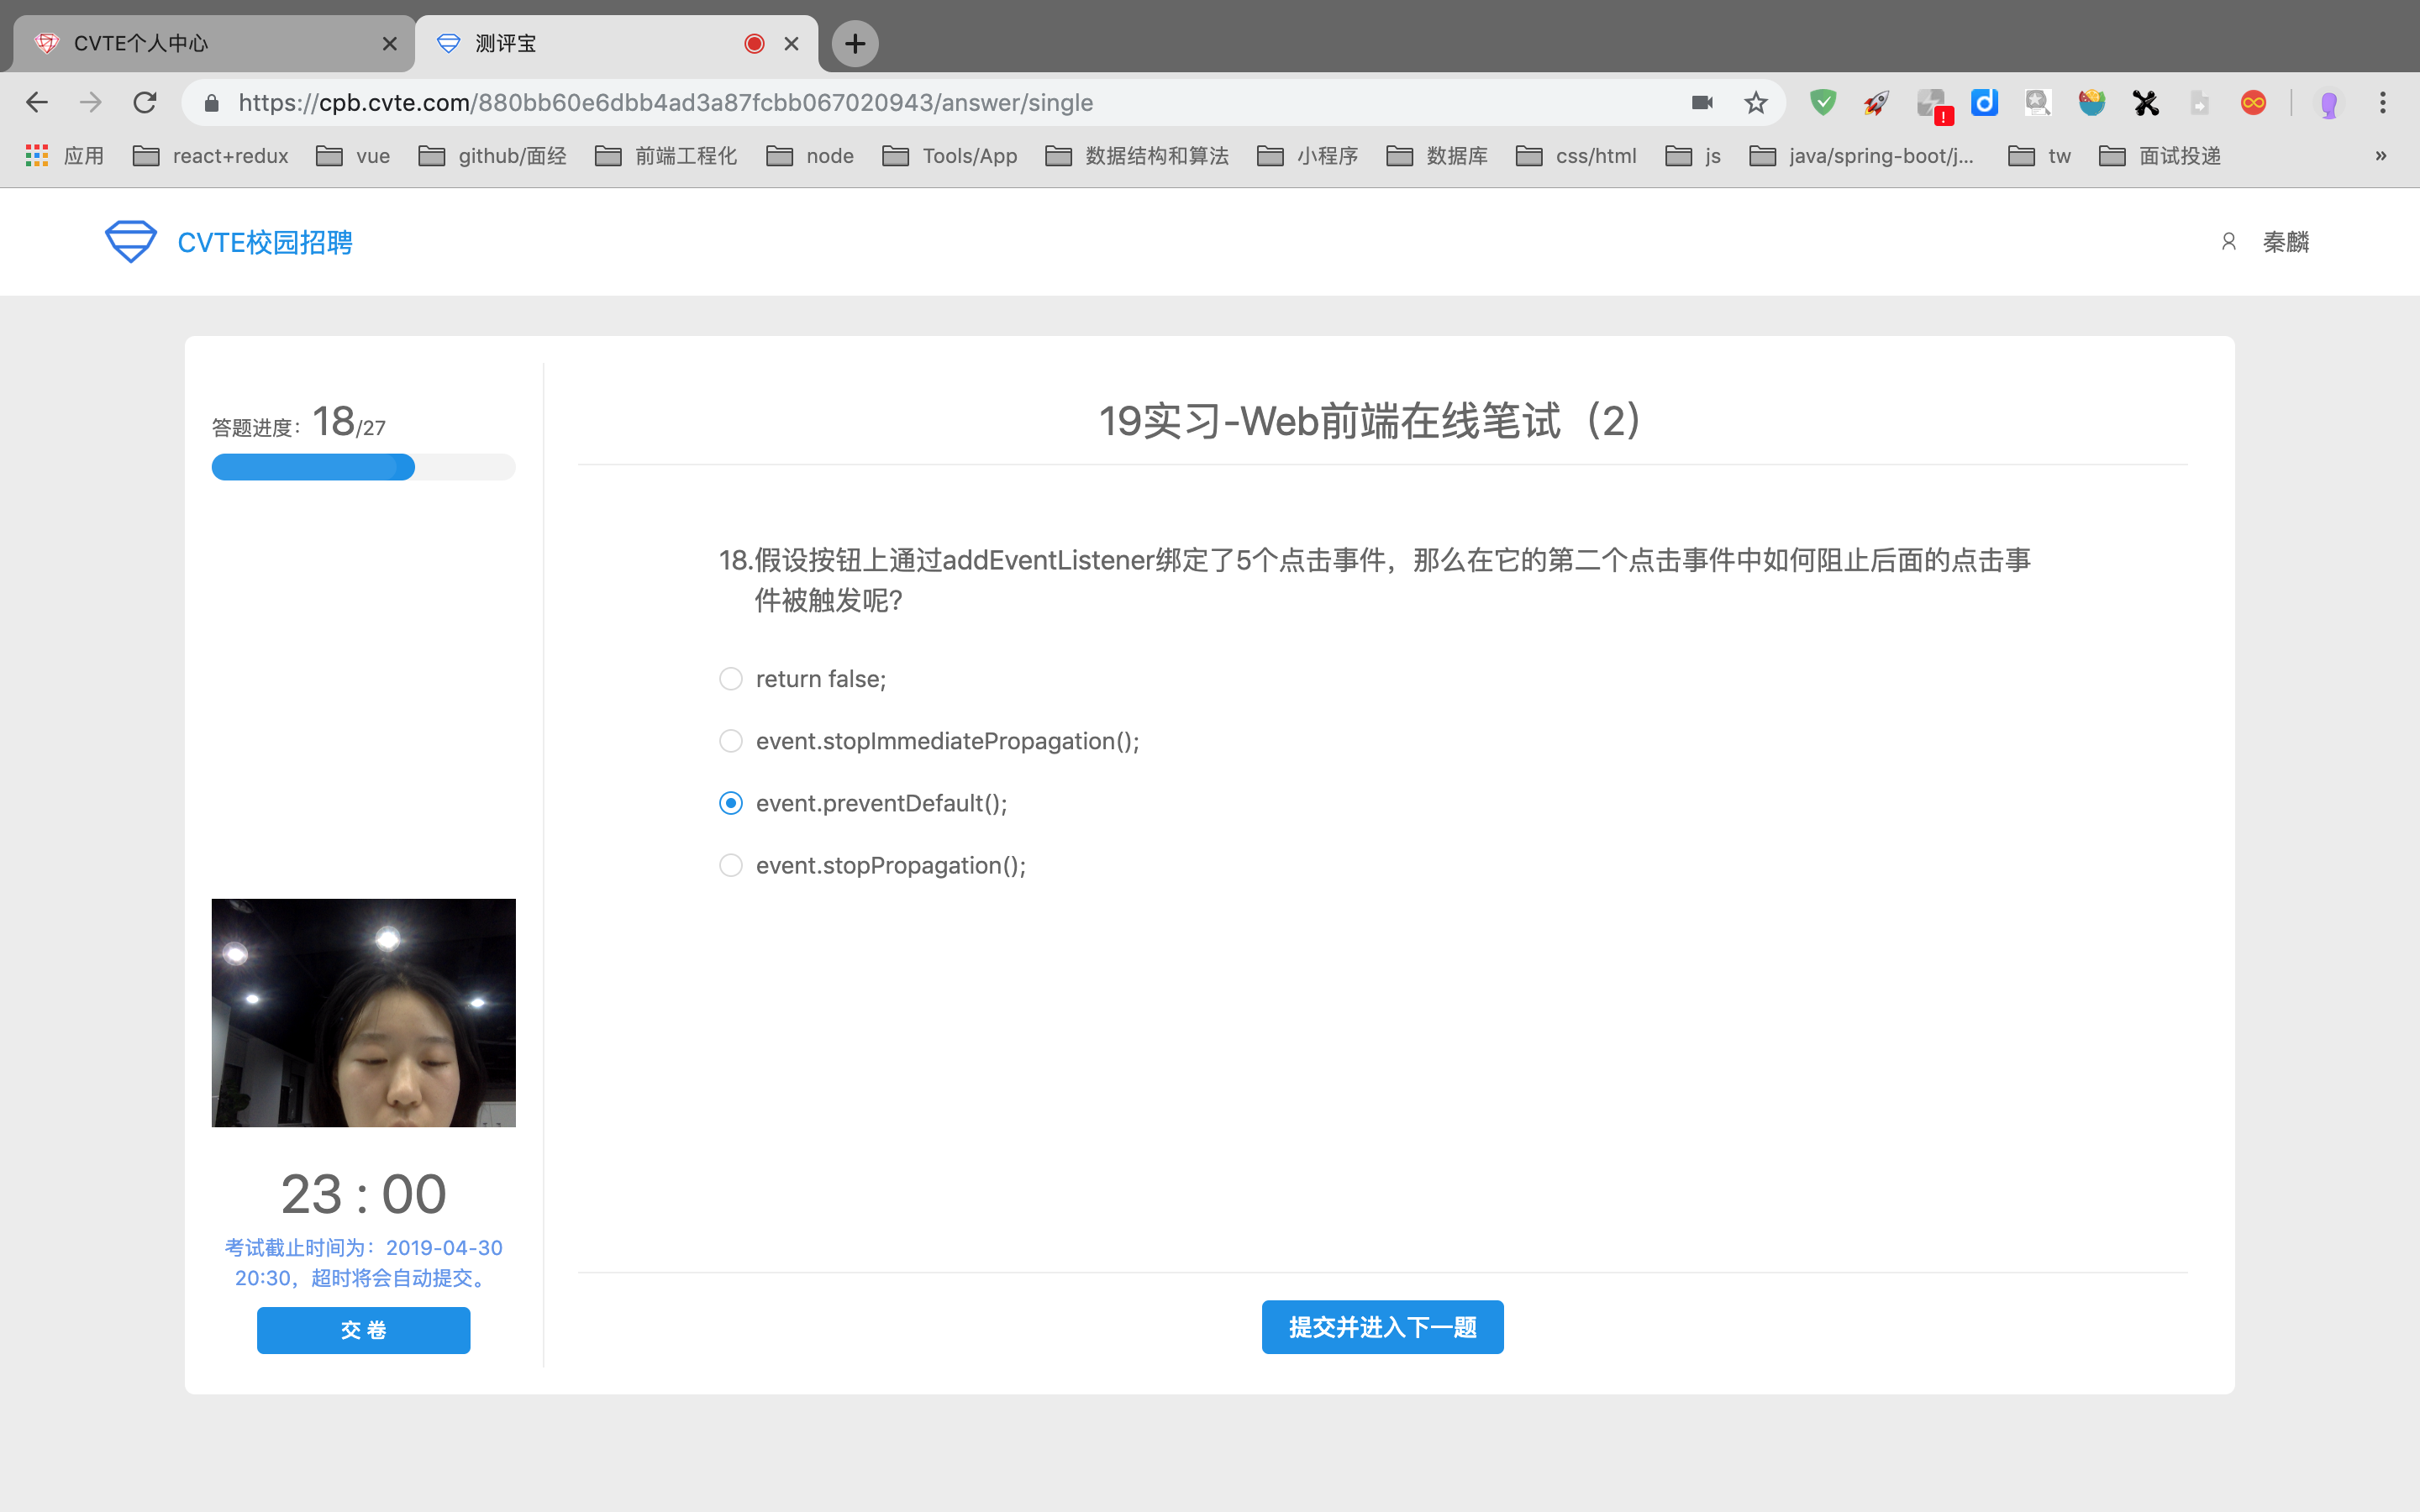 CVTE个人中心
测评宝
https://cpb.cvte.com/880bb60e6dbb4ad3a87fcbb067020943/answer/single
应用 react+redux vue github/面经 前端工程化 node Tools/App 数据结构和算法 小程序 数据库 css/html js java/spring-boot/j... tw 面试投递 »
CVTE校园招聘
秦麟
答题进度：18/27
19实习-Web前端在线笔试（2）
18.假设按钮上通过addEventListener绑定了5个点击事件，那么在它的第二个点击事件中如何阻止后面的点击事
件被触发呢？
return false;
event.stopImmediatePropagation();
event.preventDefault();
event.stopPropagation();
23 : 00
考试截止时间为：2019-04-30
20:30，超时将会自动提交。
交 卷
提交并进入下一题